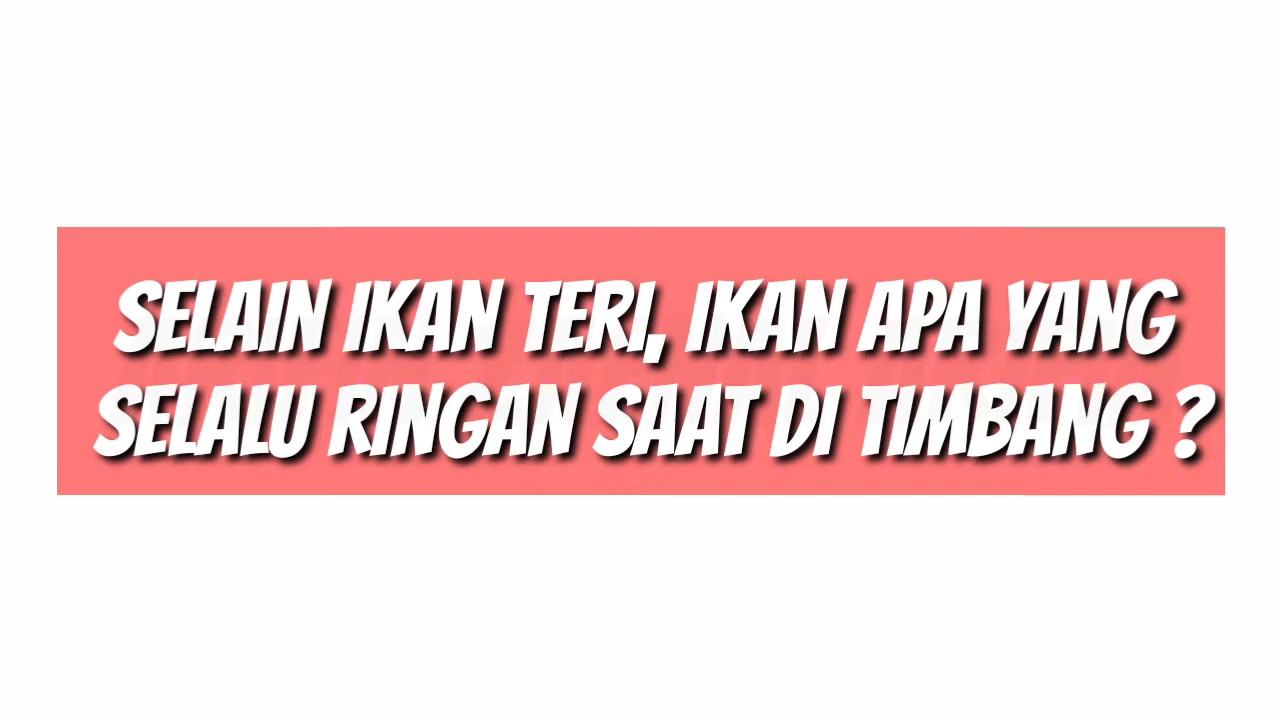 SELAIN IKAN TERI, IKAN APA YANG
SELALU RINGAN SAAT DI TIMBANG ?